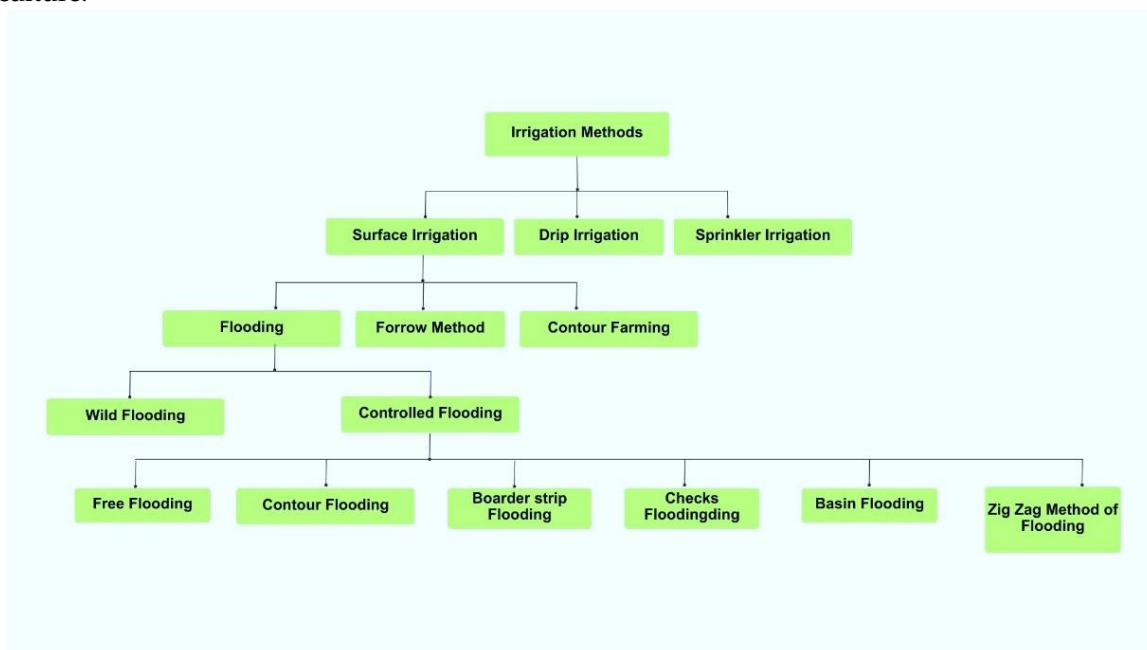 Irrigation Methods
Surface Irrigation
Drip Irrigation
Sprinkler Irrigation
Flooding
Forrow Method
Contour Farming
Wild Flooding
Controlled Flooding
Free Flooding
Contour Flooding
Boarder strip
Flooding
Checks
Floodingding
Basin Flooding
Zig Zag Method of
Flooding